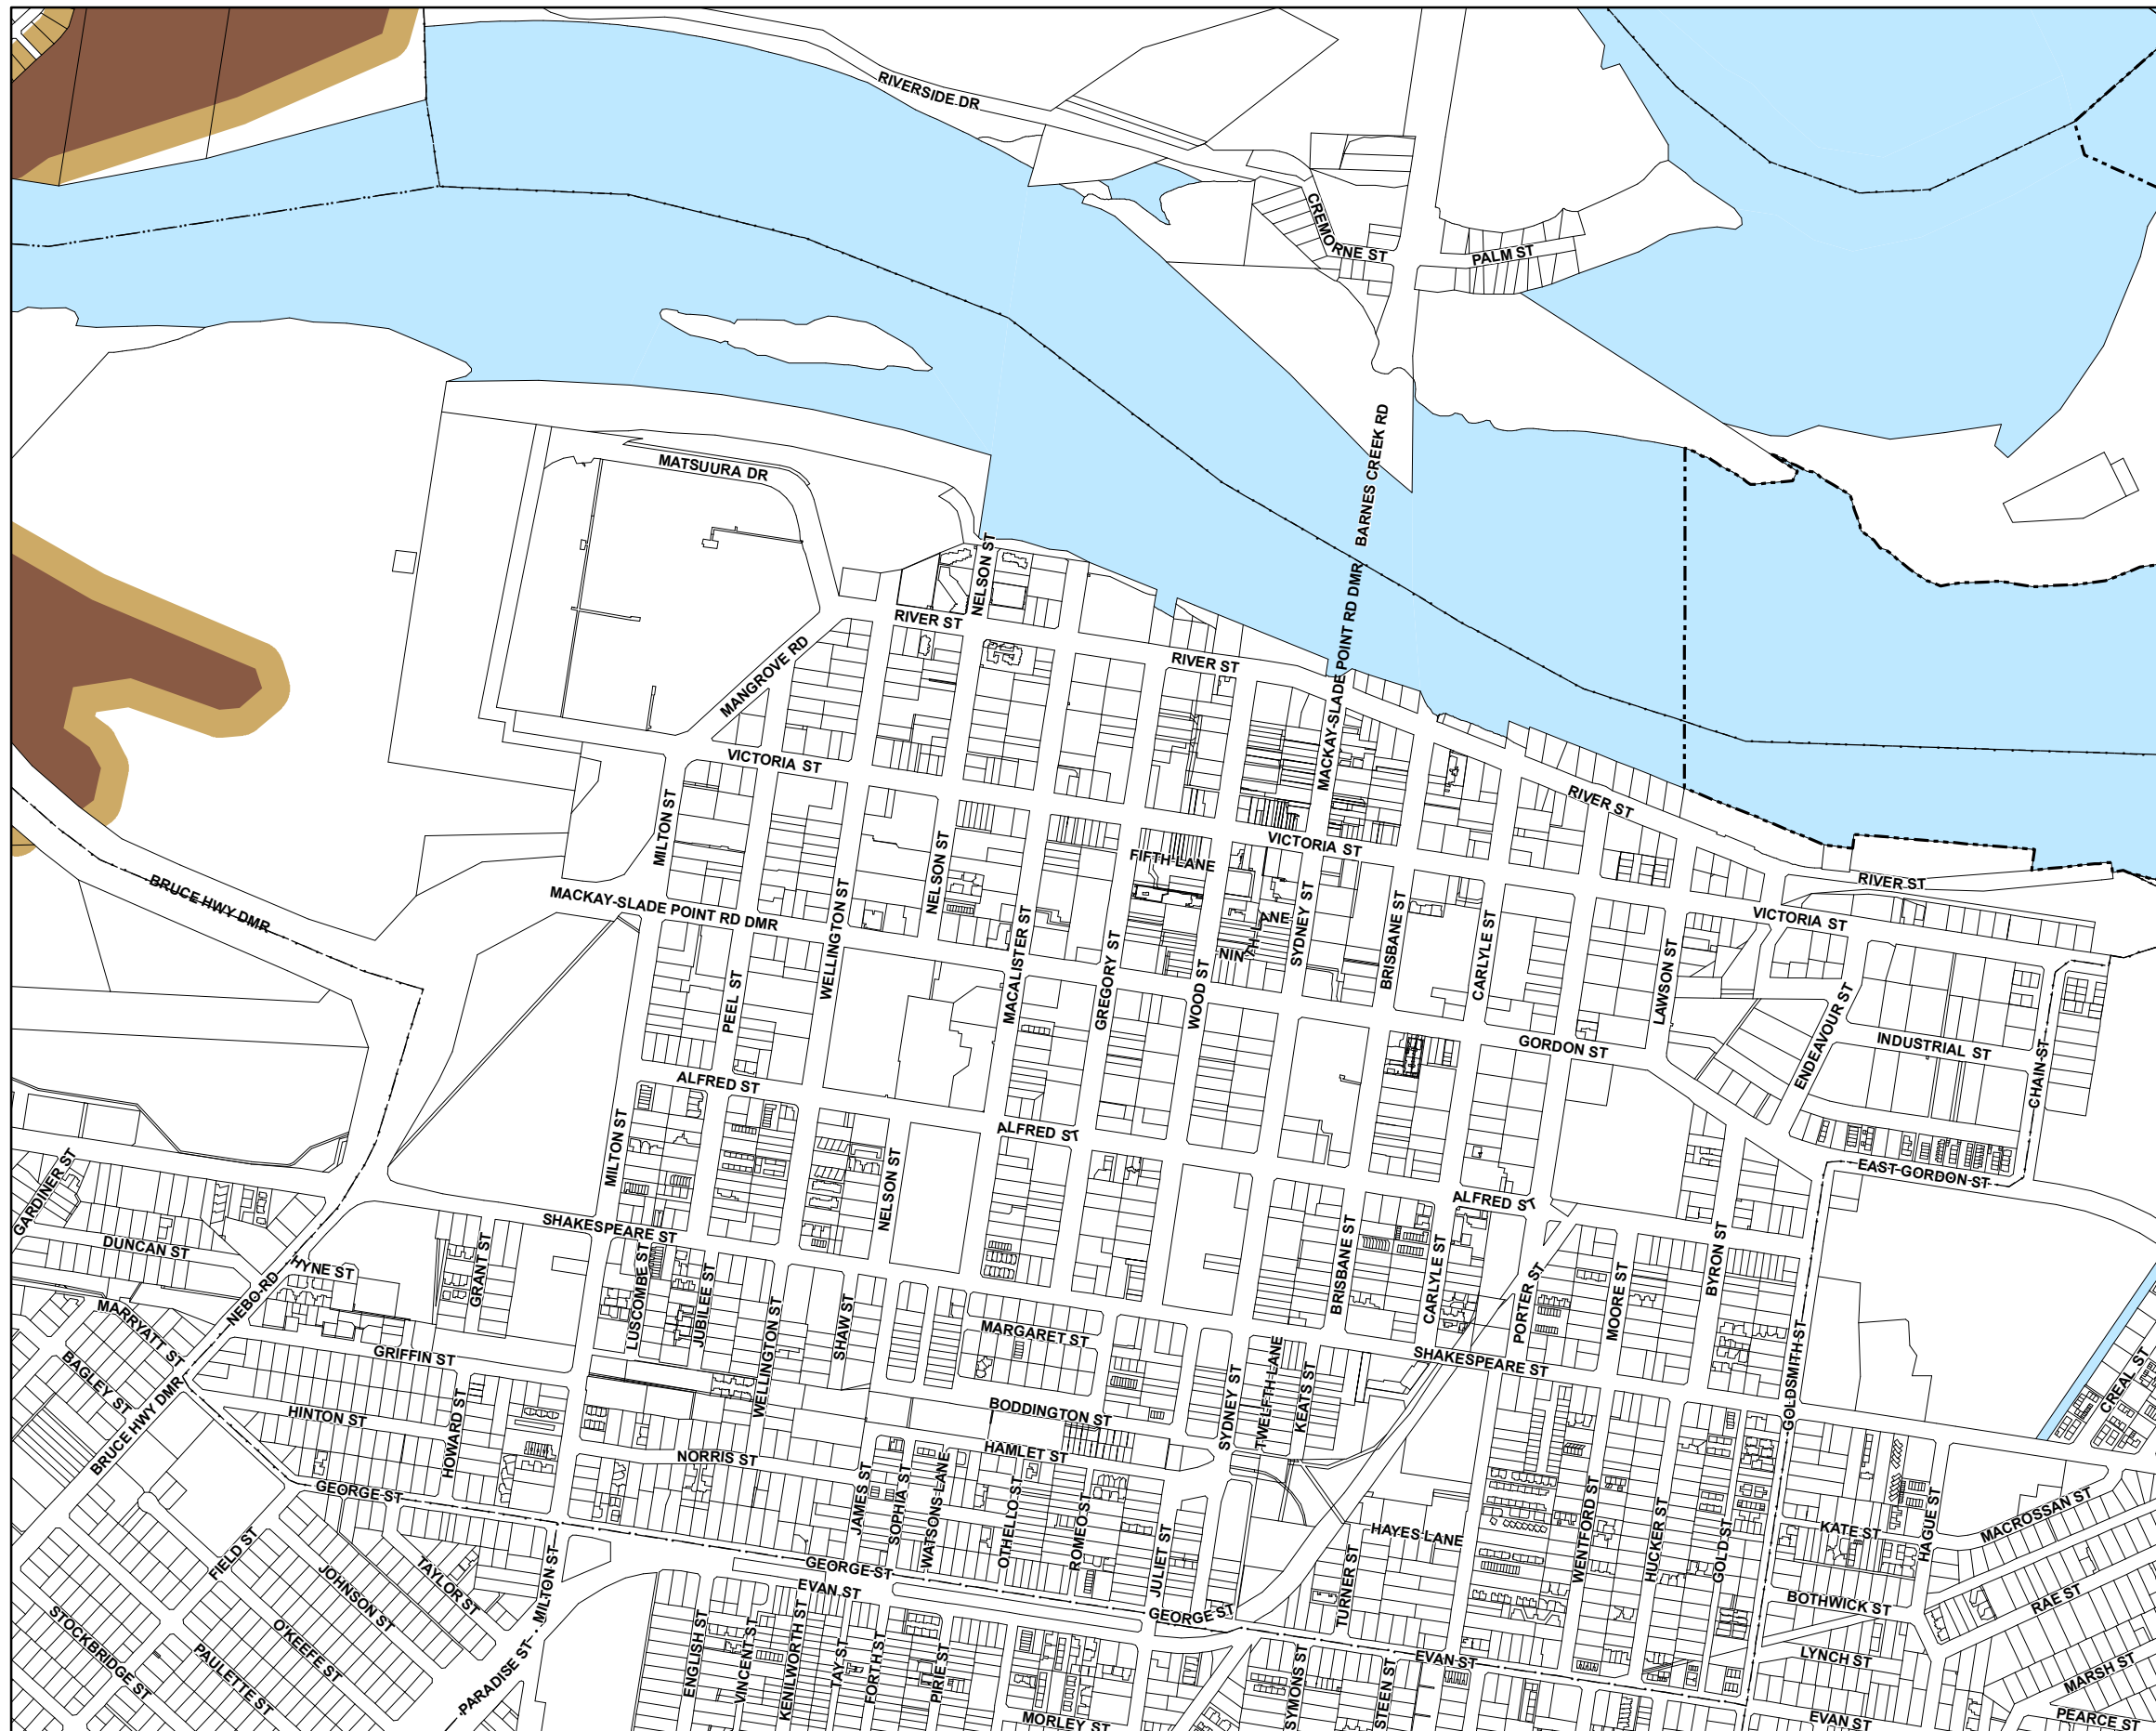 RIVERSIDE DR
CREMORNE ST
PALM ST
MATSUURA DR
BARNES CREEK RD
MACKAY-SLADE POINT RD DMR
NELSON ST
RIVER ST
MANGROVE RD
RIVER ST
VICTORIA ST
RIVER ST
MILTON ST
VICTORIA ST
NELSON ST
FIFTH LANE
BRUCE HWY DMR
MACKAY-SLADE POINT RD DMR
RIVER ST
VICTORIA ST
WELLINGTON ST
MACALISTER ST
GREGORY ST
WOOD ST
SYDNEY ST
BRISBANE ST
CARLYLE ST
LAWSON ST
PEEL ST
ENDEAVOUR ST
GORDON ST
INDUSTRIAL ST
CHAIN ST
ALFRED ST
ALFRED ST
MILTON ST
NELSON ST
EAST GORDON ST
GARDINER ST
ALFRED ST
DUNCAN ST
SHAKESPEARE ST
HYNE ST
GRANT ST
NEBO RD
LUSCOMBE ST
JUBILEE ST
WELLINGTON ST
SHAW ST
BRISBANE ST
CARLYLE ST
PORTER ST
MOORE ST
BYRON ST
MARRYATT ST
MARGARET ST
GRIFFIN ST
SHAKESPEARE ST
GOLDSMITH ST
BAGLEY ST
BRUCE HWY DMR
HINTON ST
HOWARD ST
BODDINGTON ST
SYDNEY ST
TWELFTH LANE
KEATS ST
CREAL ST
NORRIS ST
HAMLET ST
GEORGE ST
JAMES ST
SOPHIA ST
WATSONS LANE
OTHELLO ST
ROMEO ST
JULIET ST
HAYES LANE
WENTFORD ST
HUCKER ST
GOLD ST
KATE ST
HAGUE ST
MACROSSAN ST
FIELD ST
TAYLOR ST
JOHNSON ST
MILTON ST
GEORGE ST
EVAN ST
GEORGE ST
TURNER ST
BOTHWICK ST
RAE ST
STOCKBRIDGE ST
PAULETTE ST
O'KEEFE ST
PARADISE ST
ENGLISH ST
VINCENT ST
KENILWORTH ST
TAY ST
FORTH ST
PIRIE ST
MORLEY ST
SYMONS ST
STEEN ST
EVAN ST
LYNCH ST
MARSH ST
EVAN ST
PEARCE ST